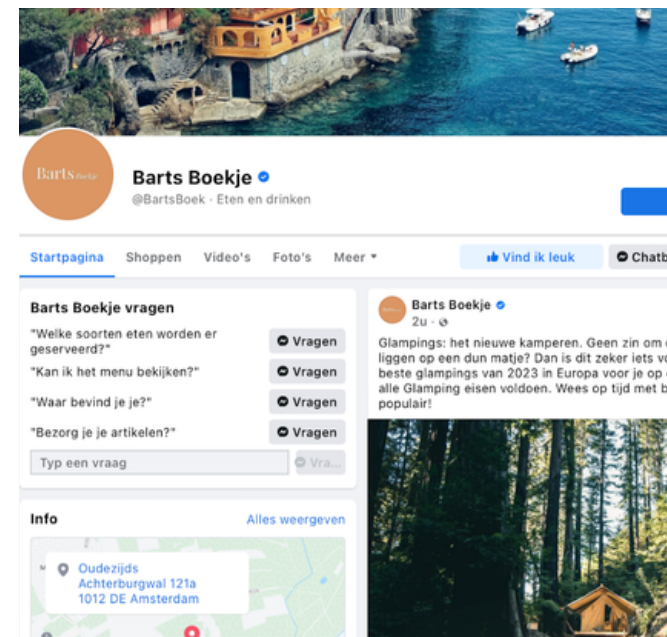 Barts Boekje
Barts Boekje
@BartsBoek · Eten en drinken
Startpagina Shoppen Video's Foto's Meer
Vind ik leuk
Barts Boekje vragen
"Welke soorten eten worden er
geserveerd?"
Vragen
"Kan ik het menu bekijken?"
Vragen
"Waar bevind je je?"
Vragen
"Bezorg je je artikelen?"
Vragen
Typ een vraag
Vra...
Info
Alles weergeven
Oudezijds
Achterburgwal 121a
1012 DE Amsterdam
Barts Boekje
2u ·
Glampings: het nieuwe kamperen. Geen zin om
liggen op een dun matje? Dan is dit zeker iets
beste glampings van 2023 in Europa voor je op
alle Glamping eisen voldoen. Wees op tijd met
populair!